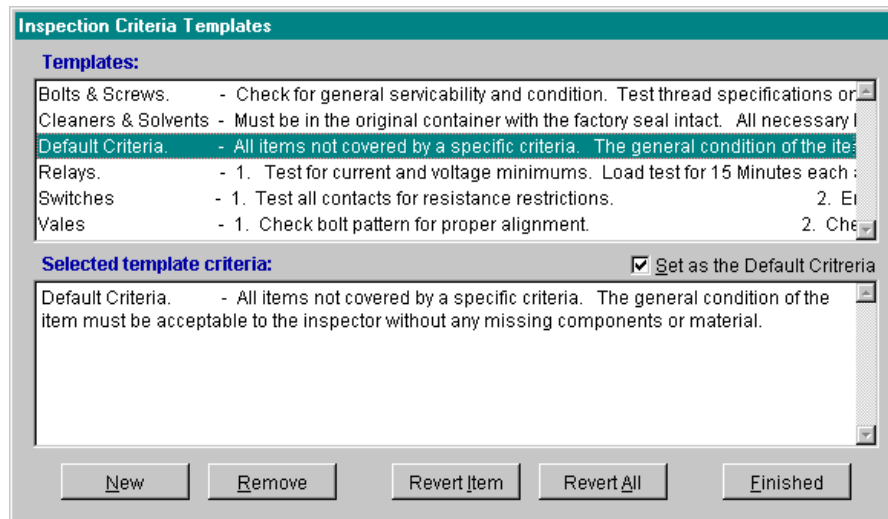 Inspection Criteria Templates
Templates:
Bolts & Screws. - Check for general servicability and condition. Test thread specifications or
Cleaners & Solvents - Must be in the original container with the factory seal intact. All necessary
Default Criteria. - All items not covered by a specific criteria. The general condition of the ite
Relays. - 1. Test for current and voltage minimums. Load test for 15 Minutes each
Switches - 1. Test all contacts for resistance restrictions. 2. E
Vales - 1. Check bolt pattern for proper alignment. 2. Che
Selected template criteria:
Set as the Default Critreria
Default Criteria. - All items not covered by a specific criteria. The general condition of the
item must be acceptable to the inspector without any missing components or material.
New Remove Revert Item Revert All Finished